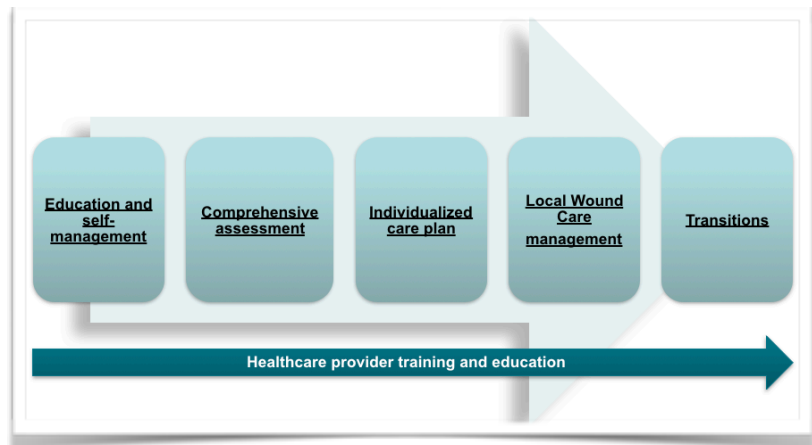 Education and
self-
management
Comprehensive
assessment
Individualized
care plan
Local Wound
Care
management
Transitions
Healthcare provider training and education